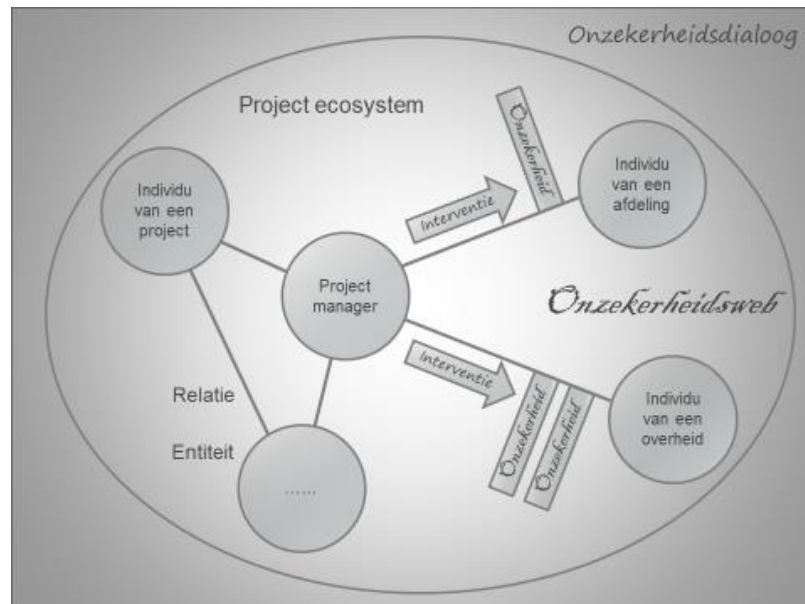 Onzekerheidsdialoog
Project ecosystem
Onzekerheid
Individu
van een
afdeling
Individu
van een
project
Interventie
Project
manager
Onzekerheidsweb
Interventie
Relatie
Onzekerheid
Onzekerheid
Individu
van een
overheid
Entiteit
......